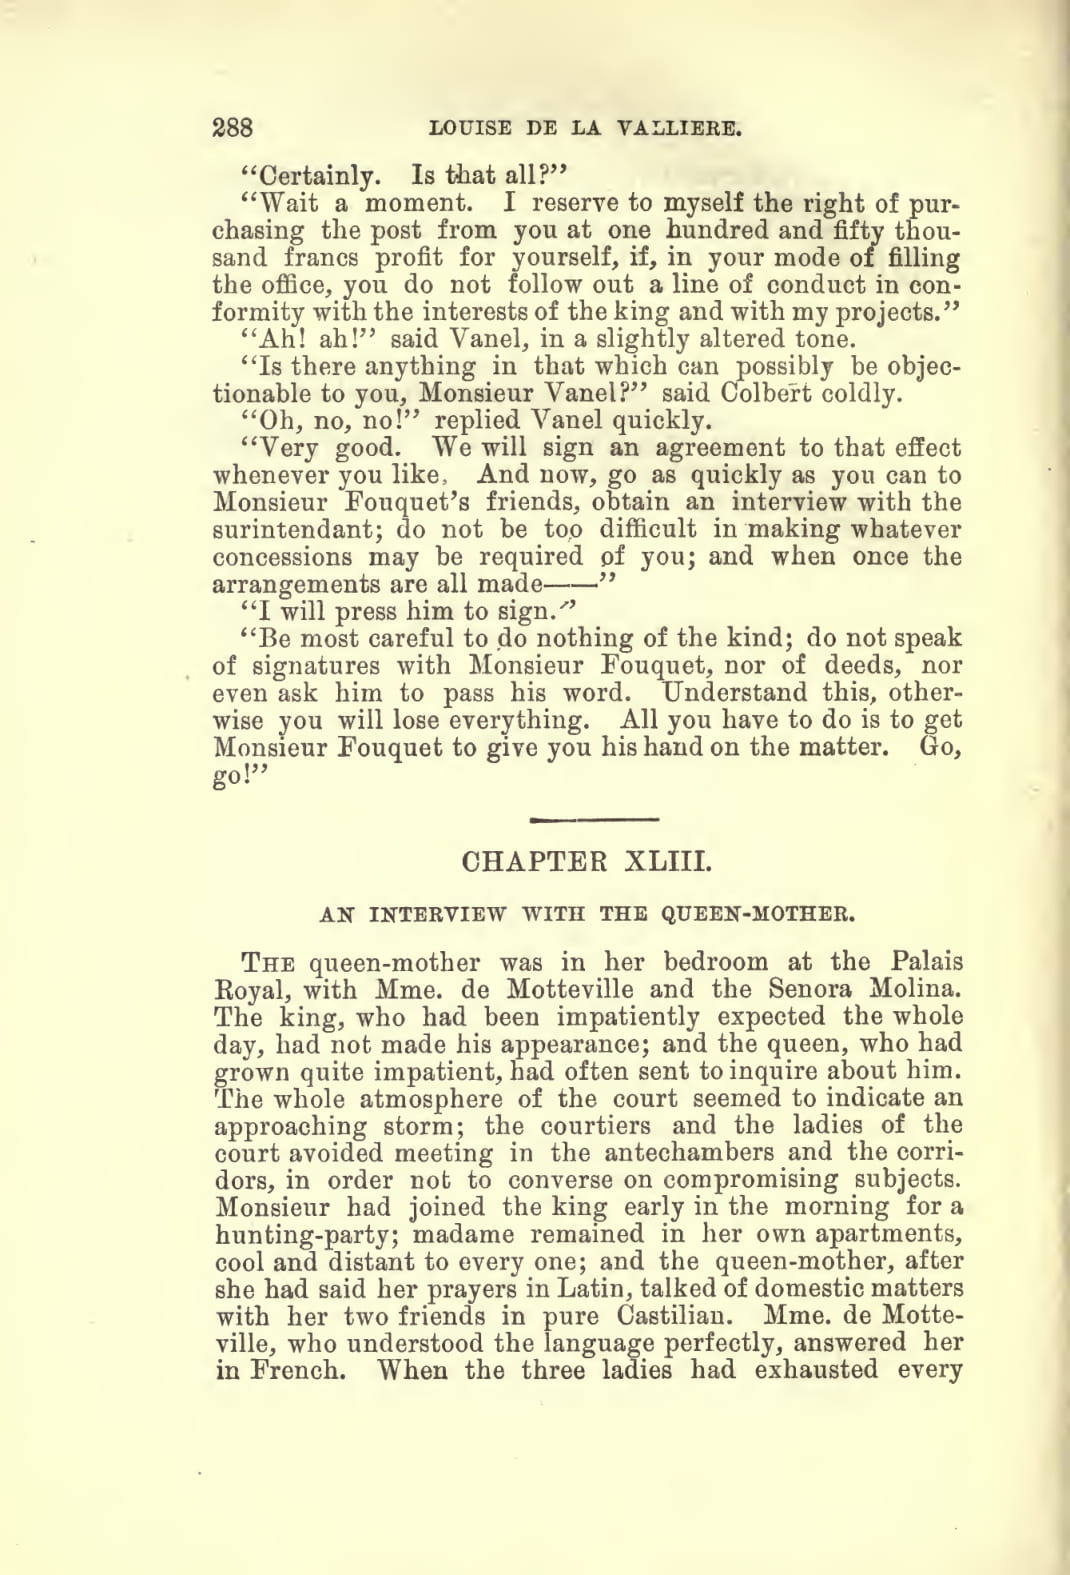 288 LOUISE DE LA VALLIERE.
“Certainly. Is that all?”
“Wait a moment. I reserve to myself the right of pur-
chasing the post from you at one hundred and fifty thou-
sand francs profit for yourself, if, in your mode of filling
the office, you do not follow out a line of conduct in con-
formity with the interests of the king and with my projects.”
“Ah! ah!” said Vanel, in a slightly altered tone.
“Is there anything in that which can possibly be objec-
tionable to you, Monsieur Vanel?” said Colbert coldly.
“Oh, no, no!” replied Vanel quickly.
“Very good. We will sign an agreement to that effect
whenever you like. And now, go as quickly as you can to
Monsieur Fouquet’s friends, obtain an interview with the
surintendant; do not be too difficult in making whatever
concessions may be required of you; and when once the
arrangements are all made——”
“I will press him to sign.”
“Be most careful to do nothing of the kind; do not speak
of signatures with Monsieur Fouquet, nor of deeds, nor
even ask him to pass his word. Understand this, other-
wise you will lose everything. All you have to do is to get
Monsieur Fouquet to give you his hand on the matter. Go,
go!”
CHAPTER XLIII.
AN INTERVIEW WITH THE QUEEN-MOTHER.
THE queen-mother was in her bedroom at the Palais
Royal, with Mme. de Motteville and the Senora Molina.
The king, who had been impatiently expected the whole
day, had not made his appearance; and the queen, who had
grown quite impatient, had often sent to inquire about him.
The whole atmosphere of the court seemed to indicate an
approaching storm; the courtiers and the ladies of the
court avoided meeting in the antechambers and the corri-
dors, in order not to converse on compromising subjects.
Monsieur had joined the king early in the morning for a
hunting-party; madame remained in her own apartments,
cool and distant to every one; and the queen-mother, after
she had said her prayers in Latin, talked of domestic matters
with her two friends in pure Castilian. Mme. de Motte-
ville, who understood the language perfectly, answered her
in French. When the three ladies had exhausted every